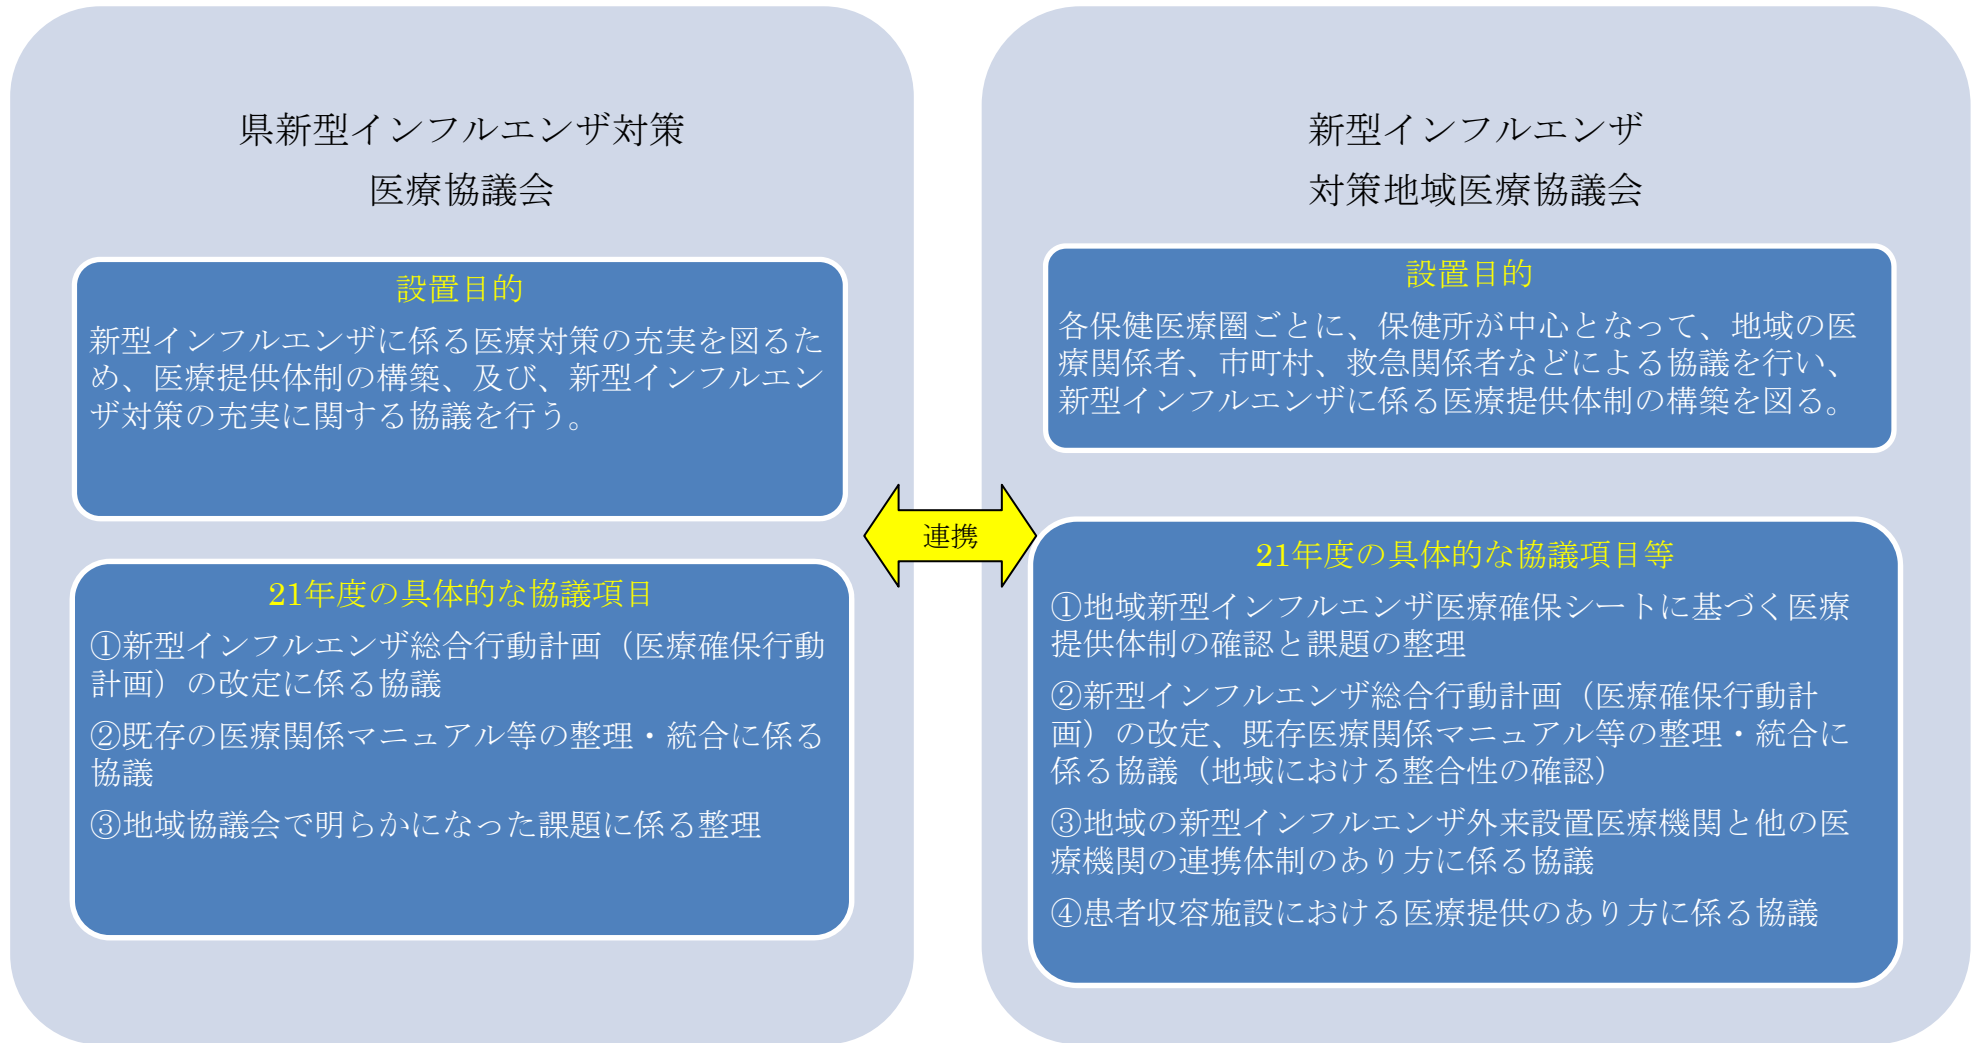 県新型インフルエンザ対策
医療協議会
設置目的
新型インフルエンザに係る医療対策の充実を図るた
め、医療提供体制の構築、及び、新型インフルエン
ザ対策の充実に関する協議を行う。
21年度の具体的な協議項目
①新型インフルエンザ総合行動計画（医療確保行動
計画）の改定に係る協議
②既存の医療関係マニュアル等の整理・統合に係る
協議
③地域協議会で明らかになった課題に係る整理
連携
新型インフルエンザ
対策地域医療協議会
設置目的
各保健医療圏ごとに、保健所が中心となって、地域の医
療関係者、市町村、救急関係者などによる協議を行い、
新型インフルエンザに係る医療提供体制の構築を図る。
21年度の具体的な協議項目等
①地域新型インフルエンザ医療確保シートに基づく医療
提供体制の確認と課題の整理
②新型インフルエンザ総合行動計画（医療確保行動計
画）の改定、既存医療関係マニュアル等の整理・統合に
係る協議（地域における整合性の確認）
③地域の新型インフルエンザ外来設置医療機関と他の医
療機関の連携体制のあり方に係る協議
④患者収容施設における医療提供のあり方に係る協議